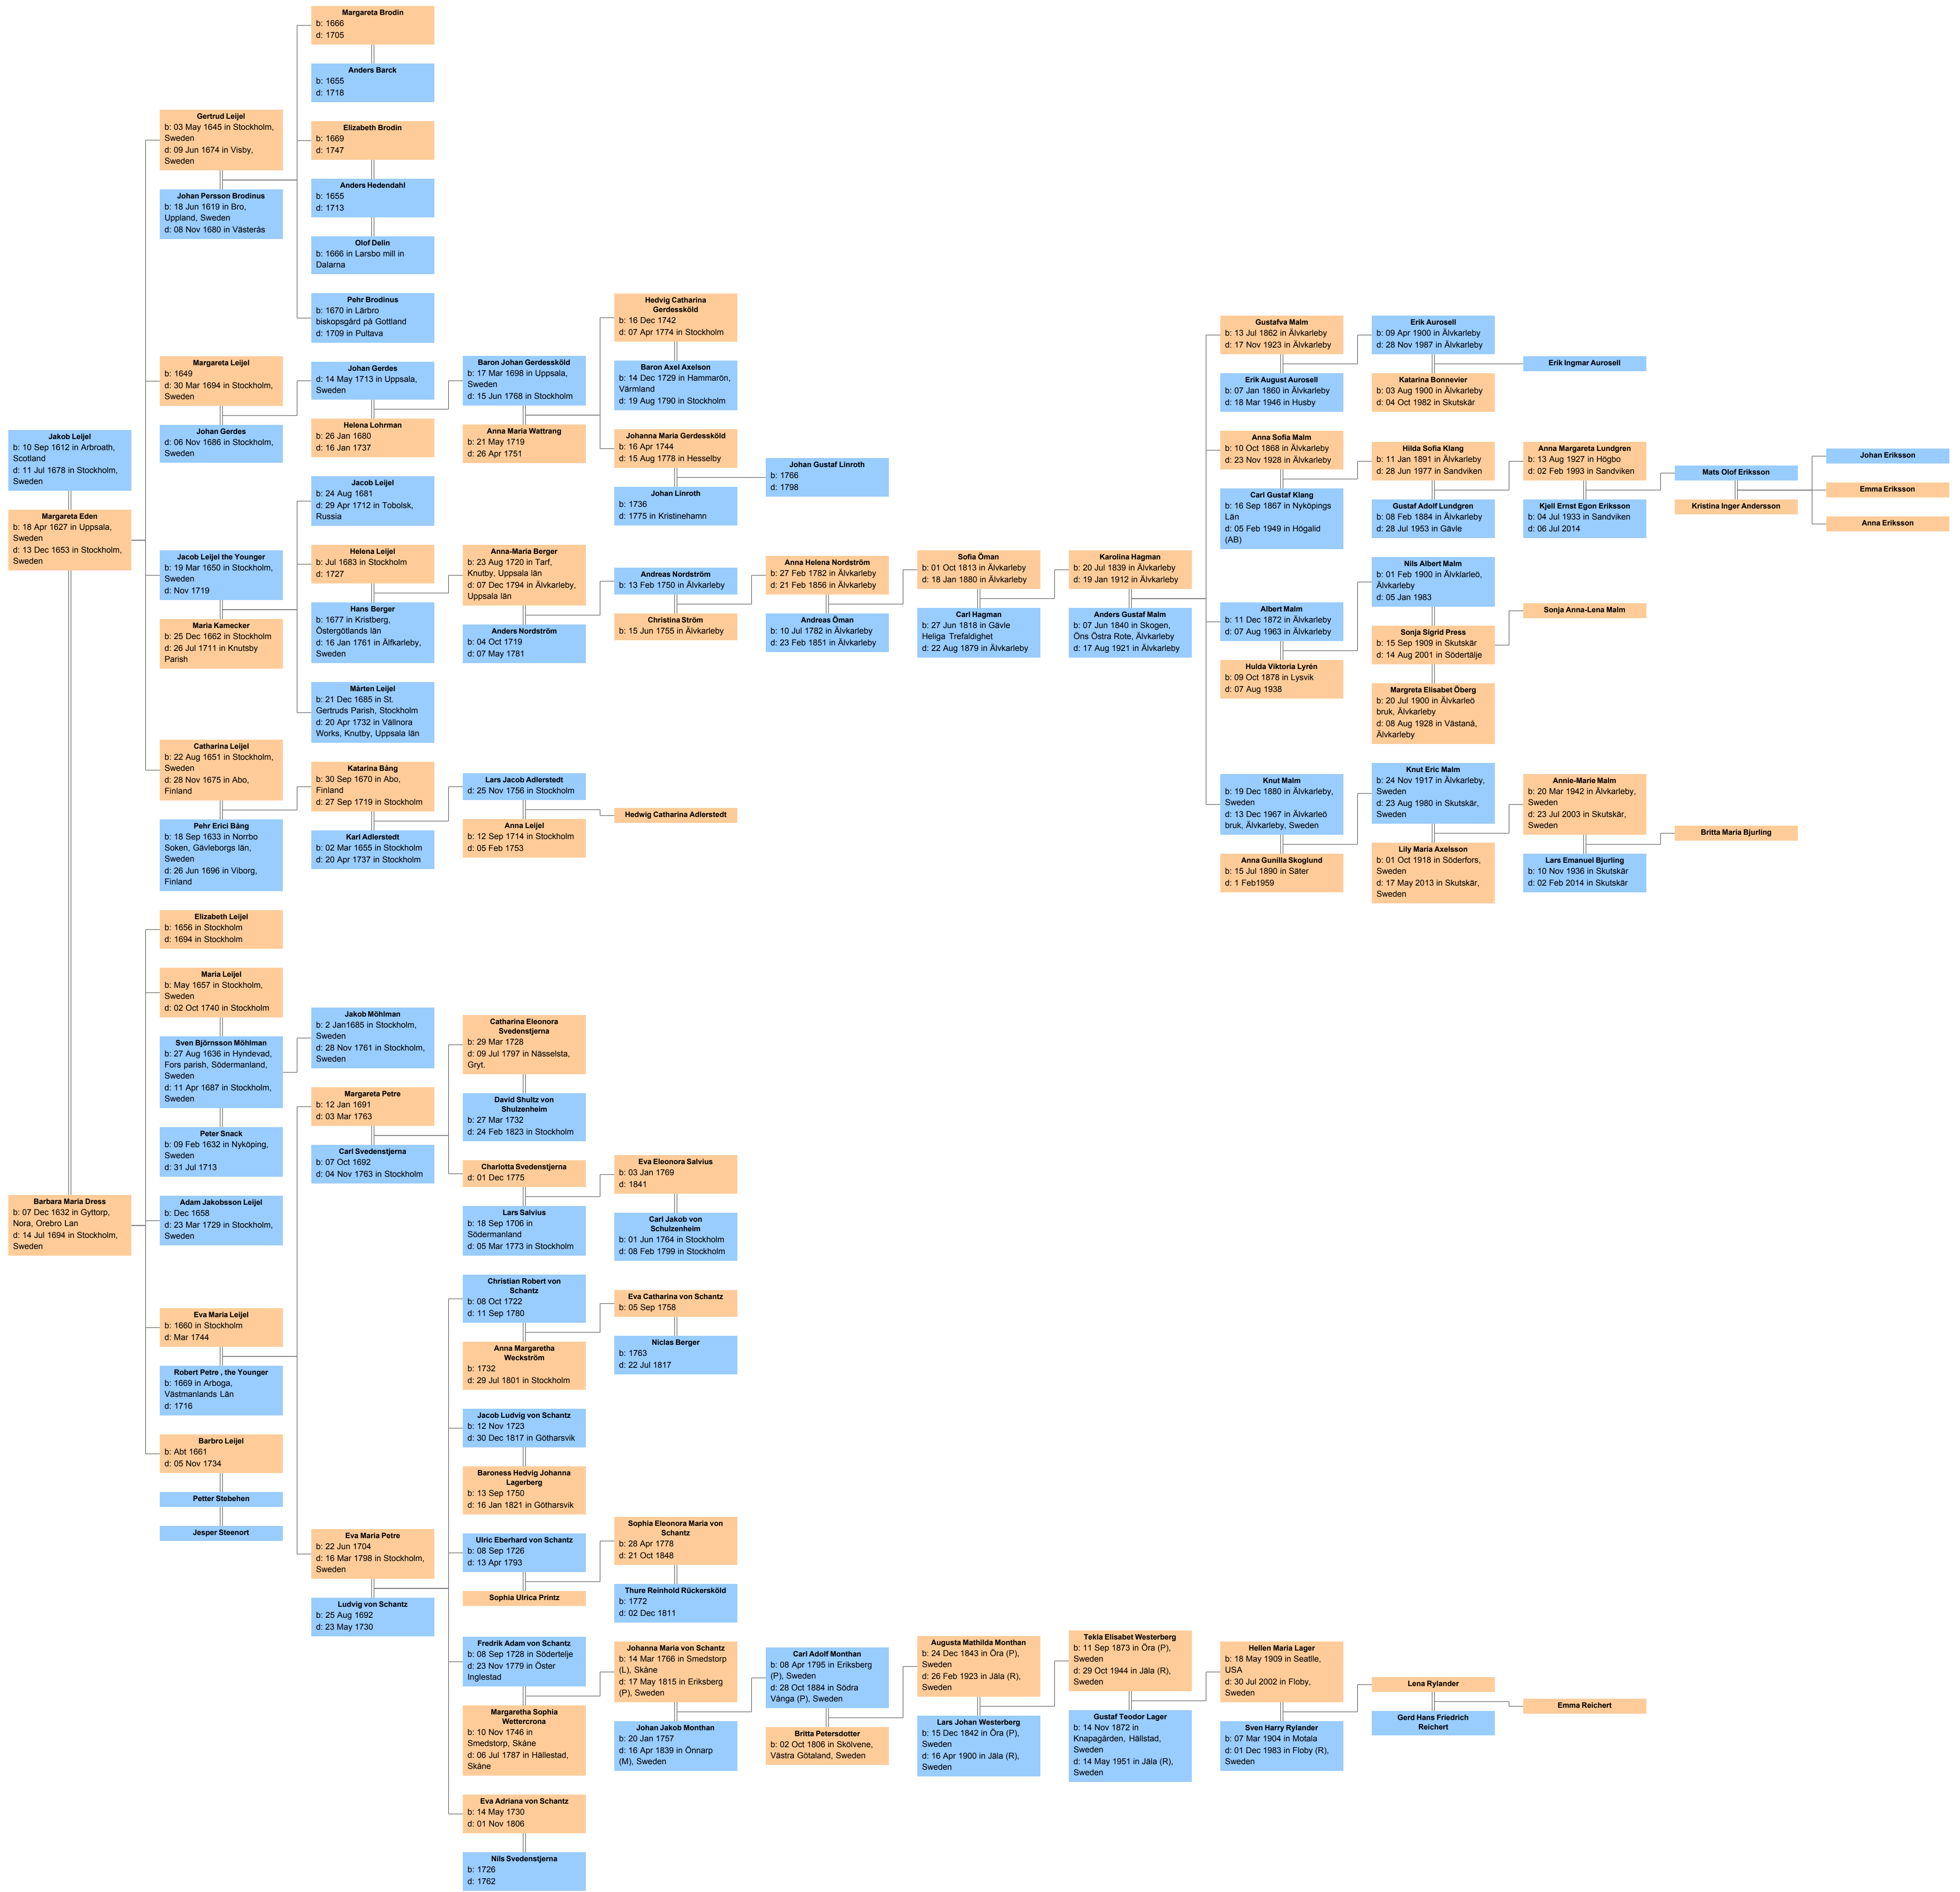 Jakob Leijel
b: 10 Sep 1612 in Arbroath,
Scotland
d: 11 Jul 1678 in Stockholm,
Sweden
Margareta Eden
b: 18 Apr 1627 in Uppsala,
Sweden
d: 13 Dec 1653 in Stockholm,
Sweden
Barbara Maria Dress
b: 07 Dec 1632 in Gyttorp,
Nora, Orebro Lan
d: 14 Jul 1694 in Stockholm,
Sweden
Gertrud Leijel
b: 03 May 1645 in Stockholm,
Sweden
d: 09 Jun 1674 in Visby,
Sweden
Johan Persson Brodinus
b: 18 Jun 1619 in Bro,
Uppland, Sweden
d: 08 Nov 1680 in Västerås
Margareta Leijel
b: 1649
d: 30 Mar 1694 in Stockholm,
Sweden
Johan Gerdes
d: 06 Nov 1686 in Stockholm,
Sweden
Jacob Leijel the Younger
b: 19 Mar 1650 in Stockholm,
Sweden
d: Nov 1719
Maria Kamecker
b: 25 Dec 1662 in Stockholm
d: 26 Jul 1711 in Knutsby
Parish
Catharina Leijel
b: 22 Aug 1651 in Stockholm,
Sweden
d: 28 Nov 1675 in Abo,
Finland
Pehr Erici Bång
b: 18 Sep 1633 in Norrbo
Soken, Gävleborgs län,
Sweden
d: 26 Jun 1696 in Viborg,
Finland
Elizabeth Leijel
b: 1656 in Stockholm
d: 1694 in Stockholm
Maria Leijel
b: May 1657 in Stockholm,
Sweden
d: 02 Oct 1740 in Stockholm
Sven Björnsson Möhlman
b: 27 Aug 1636 in Hyndevad,
Fors parish, Södermanland,
Sweden
d: 11 Apr 1687 in Stockholm,
Sweden
Peter Snack
b: 09 Feb 1632 in Nyköping,
Sweden
d: 31 Jul 1713
Adam Jakobsson Leijel
b: Dec 1658
d: 23 Mar 1729 in Stockholm,
Sweden
Eva Maria Leijel
b: 1660 in Stockholm
d: Mar 1744
Robert Petre , the Younger
b: 1669 in Arboga,
Västmanlands Län
d: 1716
Barbro Leijel
b: Abt 1661
d: 05 Nov 1734
Petter Stebehen
Jesper Steenort
Margareta Brodin
b: 1666
d: 1705
Anders Barck
b: 1655
d: 1718
Elizabeth Brodin
b: 1669
d: 1747
Anders Hedendahl
b: 1655
d: 1713
Olof Delin
b: 1666 in Larsbo mill in
Dalarna
Pehr Brodinus
b: 1670 in Lärbro
biskopsgård på Gottland
d: 1709 in Pultava
Johan Gerdes
d: 14 May 1713 in Uppsala,
Sweden
Helena Lohrman
b: 26 Jan 1680
d: 16 Jan 1737
Jacob Leijel
b: 24 Aug 1681
d: 29 Apr 1712 in Tobolsk,
Russia
Helena Leijel
b: Jul 1683 in Stockholm
d: 1727
Hans Berger
b: 1677 in Kristberg,
Östergötlands län
d: 16 Jan 1761 in Älfkarleby,
Sweden
Mårten Leijel
b: 21 Dec 1685 in St.
Gertruds Parish, Stockholm
d: 20 Apr 1732 in Vällnora
Works, Knutby, Uppsala län
Katarina Bång
b: 30 Sep 1670 in Abo,
Finland
d: 27 Sep 1719 in Stockholm
Karl Adlerstedt
b: 02 Mar 1655 in Stockholm
d: 20 Apr 1737 in Stockholm
Jakob Möhlman
b: 2 Jan1685 in Stockholm,
Sweden
d: 28 Nov 1761 in Stockholm,
Sweden
Margareta Petre
b: 12 Jan 1691
d: 03 Mar 1763
Carl Svedenstjerna
b: 07 Oct 1692
d: 04 Nov 1763 in Stockholm
Eva Maria Petre
b: 22 Jun 1704
d: 16 Mar 1798 in Stockholm,
Sweden
Ludvig von Schantz
b: 25 Aug 1692
d: 23 May 1730
Baron Johan Gerdessköld
b: 17 Mar 1698 in Uppsala,
Sweden
d: 15 Jun 1768 in Stockholm
Anna Maria Wattrang
b: 21 May 1719
d: 26 Apr 1751
Anna-Maria Berger
b: 23 Aug 1720 in Tarf,
Knutby, Uppsala län
d: 07 Dec 1794 in Älvkarleby,
Uppsala län
Anders Nordström
b: 04 Oct 1719
d: 07 May 1781
Lars Jacob Adlerstedt
d: 25 Nov 1756 in Stockholm
Anna Leijel
b: 12 Sep 1714 in Stockholm
d: 05 Feb 1753
Catharina Eleonora
Svedenstjerna
b: 29 Mar 1728
d: 09 Jul 1797 in Nässelsta,
Gryt.
David Shultz von
Shulzenheim
b: 27 Mar 1732
d: 24 Feb 1823 in Stockholm
Charlotta Svedenstjerna
d: 01 Dec 1775
Lars Salvius
b: 18 Sep 1706 in
Södermanland
d: 05 Mar 1773 in Stockholm
Christian Robert von
Schantz
b: 08 Oct 1722
d: 11 Sep 1780
Anna Margaretha
Weckström
b: 1732
d: 29 Jul 1801 in Stockholm
Jacob Ludvig von Schantz
b: 12 Nov 1723
d: 30 Dec 1817 in Götharsvik
Baroness Hedvig Johanna
Lagerberg
b: 13 Sep 1750
d: 16 Jan 1821 in Götharsvik
Ulric Eberhard von Schantz
b: 08 Sep 1726
d: 13 Apr 1793
Sophia Ulrica Printz
Fredrik Adam von Schantz
b: 08 Sep 1728 in Södertelje
d: 23 Nov 1779 in Öster
Inglestad
Margaretha Sophia
Wettercrona
b: 10 Nov 1746 in
Smedstorp, Skåne
d: 06 Jul 1787 in Hällestad,
Skåne
Eva Adriana von Schantz
b: 14 May 1730
d: 01 Nov 1806
Nils Svedenstjerna
b: 1726
d: 1762
Hedvig Catharina
Gerdessköld
b: 16 Dec 1742
d: 07 Apr 1774 in Stockholm
Baron Axel Axelson
b: 14 Dec 1729 in Hammarön,
Värmland
d: 19 Aug 1790 in Stockholm
Johanna Maria Gerdessköld
b: 16 Apr 1744
d: 15 Aug 1778 in Hesselby
Johan Linroth
b: 1736
d: 1775 in Kristinehamn
Andreas Nordström
b: 13 Feb 1750 in Älvkarleby
Christina Ström
b: 15 Jun 1755 in Älvkarleby
Hedwig Catharina Adlerstedt
Eva Eleonora Salvius
b: 03 Jan 1769
d: 1841
Carl Jakob von
Schulzenheim
b: 01 Jun 1764 in Stockholm
d: 08 Feb 1799 in Stockholm
Eva Catharina von Schantz
b: 05 Sep 1758
Niclas Berger
b: 1763
d: 22 Jul 1817
Sophia Eleonora Maria von
Schantz
b: 28 Apr 1778
d: 21 Oct 1848
Thure Reinhold Rückersköld
b: 1772
d: 02 Dec 1811
Johanna Maria von Schantz
b: 14 Mar 1766 in Smedstorp
(L), Skåne
d: 17 May 1815 in Eriksberg
(P), Sweden
Johan Jakob Monthan
b: 20 Jan 1757
d: 16 Apr 1839 in Önnarp
(M), Sweden
Johan Gustaf Linroth
b: 1766
d: 1798
Anna Helena Nordström
b: 27 Feb 1782 in Älvkarleby
d: 21 Feb 1856 in Älvkarleby
Andreas Öman
b: 10 Jul 1782 in Älvkarleby
d: 23 Feb 1851 in Älvkarleby
Carl Adolf Monthan
b: 08 Apr 1795 in Eriksberg
(P), Sweden
d: 28 Oct 1884 in Södra
Vånga (P), Sweden
Britta Petersdotter
b: 02 Oct 1806 in Skölvene,
Västra Götaland, Sweden
Sofia Öman
b: 01 Oct 1813 in Älvkarleby
d: 18 Jan 1880 in Älvkarleby
Carl Hagman
b: 27 Jun 1818 in Gävle
Heliga Trefaldighet
d: 22 Aug 1879 in Älvkarleby
Augusta Mathilda Monthan
b: 24 Dec 1843 in Öra (P),
Sweden
d: 26 Feb 1923 in Jäla (R),
Sweden
Lars Johan Westerberg
b: 15 Dec 1842 in Öra (P),
Sweden
d: 16 Apr 1900 in Jäla (R),
Sweden
Karolina Hagman
b: 20 Jul 1839 in Älvkarleby
d: 19 Jan 1912 in Älvkarleby
Anders Gustaf Malm
b: 07 Jun 1840 in Skogen,
Öns Östra Rote, Älvkarleby
d: 17 Aug 1921 in Älvkarleby
Tekla Elisabet Westerberg
b: 11 Sep 1873 in Öra (P),
Sweden
d: 29 Oct 1944 in Jäla (R),
Sweden
Gustaf Teodor Lager
b: 14 Nov 1872 in
Knapagården, Hällstad,
Sweden
d: 14 May 1951 in Jäla (R),
Sweden
Gustafva Malm
b: 13 Jul 1862 in Älvkarleby
d: 17 Nov 1923 in Älvkarleby
Erik August Aurosell
b: 07 Jan 1860 in Älvkarleby
d: 18 Mar 1946 in Husby
Anna Sofia Malm
b: 10 Oct 1868 in Älvkarleby
d: 23 Nov 1928 in Älvkarleby
Carl Gustaf Klang
b: 16 Sep 1867 in Nyköpings
Län
d: 05 Feb 1949 in Högalid
(AB)
Albert Malm
b: 11 Dec 1872 in Älvkarleby
d: 07 Aug 1963 in Älvkarleby
Hulda Viktoria Lyrén
b: 09 Oct 1878 in Lysvik
d: 07 Aug 1938
Knut Malm
b: 19 Dec 1880 in Älvkarleby,
Sweden
d: 13 Dec 1967 in Älvkarleö
bruk, Älvkarleby, Sweden
Anna Gunilla Skoglund
b: 15 Jul 1890 in Säter
d: 1 Feb1959
Hellen Maria Lager
b: 18 May 1909 in Seatlle,
USA
d: 30 Jul 2002 in Floby,
Sweden
Sven Harry Rylander
b: 07 Mar 1904 in Motala
d: 01 Dec 1983 in Floby (R),
Sweden
Erik Aurosell
b: 09 Apr 1900 in Älvkarleby
d: 28 Nov 1987 in Älvkarleby
Katarina Bonnevier
b: 03 Aug 1900 in Älvkarleby
d: 04 Oct 1982 in Skutskär
Hilda Sofia Klang
b: 11 Jan 1891 in Älvkarleby
d: 28 Jun 1977 in Sandviken
Gustaf Adolf Lundgren
b: 08 Feb 1884 in Älvkarleby
d: 28 Jul 1953 in Gävle
Nils Albert Malm
b: 01 Feb 1900 in Älvklarleö,
Älvkarleby
d: 05 Jan 1983
Sonja Sigrid Press
b: 15 Sep 1909 in Skutskär
d: 14 Aug 2001 in Södertälje
Margreta Elisabet Öberg
b: 20 Jul 1900 in Älvkarleö
bruk, Älvkarleby
d: 08 Aug 1928 in Västanå,
Älvkarleby
Knut Eric Malm
b: 24 Nov 1917 in Älvkarleby,
Sweden
d: 23 Aug 1980 in Skutskär,
Sweden
Lily Maria Axelsson
b: 01 Oct 1918 in Söderfors,
Sweden
d: 17 May 2013 in Skutskär,
Sweden
Lena Rylander
Gerd Hans Friedrich
Reichert
Erik Ingmar Aurosell
Anna Margareta Lundgren
b: 13 Aug 1927 in Högbo
d: 02 Feb 1993 in Sandviken
Kjell Ernst Egon Eriksson
b: 04 Jul 1933 in Sandviken
d: 06 Jul 2014
Sonja Anna-Lena Malm
Annie-Marie Malm
b: 20 Mar 1942 in Älvkarleby,
Sweden
d: 23 Jul 2003 in Skutskär,
Sweden
Lars Emanuel Bjurling
b: 10 Nov 1936 in Skutskär
d: 02 Feb 2014 in Skutskär
Emma Reichert
Mats Olof Eriksson
Kristina Inger Andersson
Britta Maria Bjurling
Johan Eriksson
Emma Eriksson
Anna Eriksson